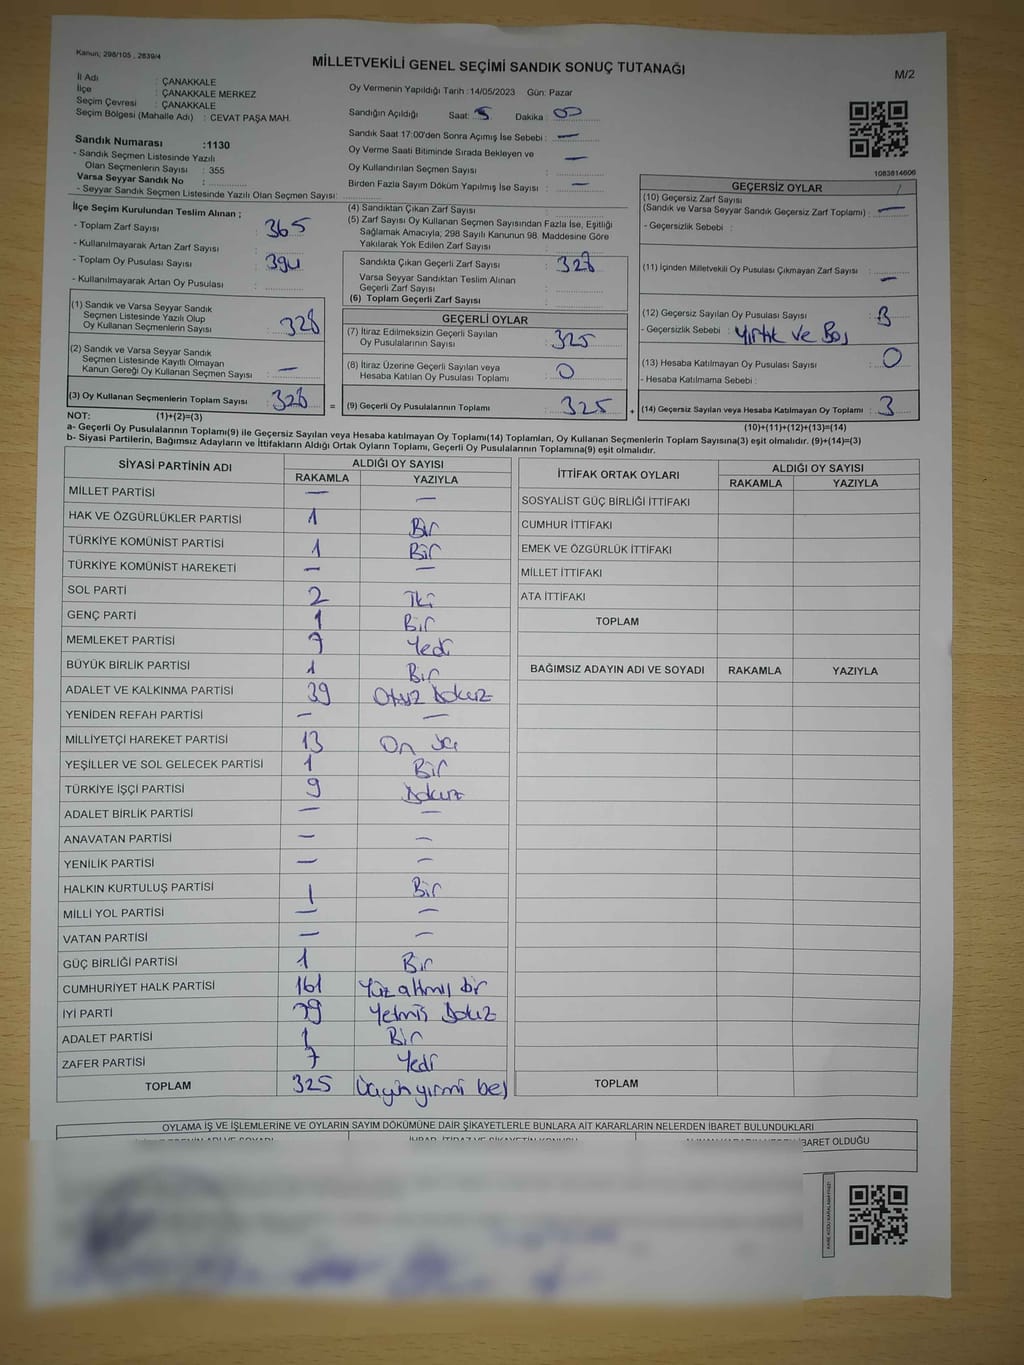 Kanun; 298/105 , 2839/4
MİLLETVEKİLİ GENEL SEÇİMİ SANDIK SONUÇ TUTANAĞI
M/2
İl Adı : ÇANAKKALE
İlçe : ÇANAKKALE MERKEZ
Seçim Çevresi : ÇANAKKALE
Seçim Bölgesi (Mahalle Adı) : CEVAT PAŞA MAH.
Sandık Numarası :1130
- Sandık Seçmen Listesinde Yazılı
Olan Seçmenlerin Sayısı : 355
Varsa Seyyar Sandık No :
- Seyyar Sandık Seçmen Listesinde Yazılı Olan Seçmen Sayısı:
Oy Vermenin Yapıldığı Tarih :14/05/2023 Gün: Pazar
Sandığın Açıldığı Saat: 5 Dakika : 00
Sandık Saat 17:00'den Sonra Açımış İse Sebebi : —
Oy Verme Saati Bitiminde Sırada Bekleyen ve
Oy Kullandırılan Seçmen Sayısı : —
Birden Fazla Sayım Döküm Yapılmış İse Sayısı : —
1083814606
İlçe Seçim Kurulundan Teslim Alınan ;
- Toplam Zarf Sayısı : 365
- Kullanılmayarak Artan Zarf Sayısı :
- Toplam Oy Pusulası Sayısı : 394
- Kullanılmayarak Artan Oy Pusulası :
(1) Sandık ve Varsa Seyyar Sandık
Seçmen Listesinde Yazılı Olup
Oy Kullanan Seçmenlerin Sayısı : 328
(2) Sandık ve Varsa Seyyar Sandık
Seçmen Listesinde Kayıtlı Olmayan
Kanun Gereği Oy Kullanan Seçmen Sayısı : —
(3) Oy Kullanan Seçmenlerin Toplam Sayısı : 328 =
(4) Sandıktan Çıkan Zarf Sayısı :
(5) Zarf Sayısı Oy Kullanan Seçmen Sayısından Fazla İse, Eşitliği
Sağlamak Amacıyla; 298 Sayılı Kanunun 98. Maddesine Göre
Yakılarak Yok Edilen Zarf Sayısı :
Sandıkta Çıkan Geçerli Zarf Sayısı : 328
Varsa Seyyar Sandıktan Teslim Alınan
Geçerli Zarf Sayısı :
(6) Toplam Geçerli Zarf Sayısı :
GEÇERLİ OYLAR
(7) İtiraz Edilmeksizin Geçerli Sayılan
Oy Pusulalarının Sayısı : 325
(8) İtiraz Üzerine Geçerli Sayılan veya
Hesaba Katılan Oy Pusulası Toplamı : 0
(9) Geçerli Oy Pusulalarının Toplamı : 325 +
GEÇERSİZ OYLAR
(10) Geçersiz Zarf Sayısı
(Sandık ve Varsa Seyyar Sandık Geçersiz Zarf Toplamı) : —
- Geçersizlik Sebebi :
(11) İçinden Milletvekili Oy Pusulası Çıkmayan Zarf Sayısı : —
(12) Geçersiz Sayılan Oy Pusulası Sayısı : 3
- Geçersizlik Sebebi : Yırtık ve Boş
(13) Hesaba Katılmayan Oy Pusulası Sayısı : 0
- Hesaba Katılmama Sebebi :
(14) Geçersiz Sayılan veya Hesaba Katılmayan Oy Toplamı : 3
NOT: (1)+(2)=(3)
(10)+(11)+(12)+(13)=(14)
a- Geçerli Oy Pusulalarının Toplamı(9) ile Geçersiz Sayılan veya Hesaba katılmayan Oy Toplamı(14) Toplamları, Oy Kullanan Seçmenlerin Toplam Sayısına(3) eşit olmalıdır. (9)+(14)=(3)
b- Siyasi Partilerin, Bağımsız Adayların ve İttifakların Aldığı Ortak Oyların Toplamı, Geçerli Oy Pusulalarının Toplamına(9) eşit olmalıdır.
SİYASİ PARTİNİN ADI ALDIĞI OY SAYISI
RAKAMLA YAZIYLA
MİLLET PARTİSİ — —
HAK VE ÖZGÜRLÜKLER PARTİSİ 1 Bir
TÜRKİYE KOMÜNİST PARTİSİ 1 Bir
TÜRKİYE KOMÜNİST HAREKETİ — —
SOL PARTİ 2 İki
GENÇ PARTİ 1 Bir
MEMLEKET PARTİSİ 7 Yedi
BÜYÜK BİRLİK PARTİSİ 1 Bir
ADALET VE KALKINMA PARTİSİ 39 Otuz Dokuz
YENİDEN REFAH PARTİSİ — —
MİLLİYETÇİ HAREKET PARTİSİ 13 On üç
YEŞİLLER VE SOL GELECEK PARTİSİ 1 Bir
TÜRKİYE İŞÇİ PARTİSİ 9 Dokuz
ADALET BİRLİK PARTİSİ — —
ANAVATAN PARTİSİ — —
YENİLİK PARTİSİ — —
HALKIN KURTULUŞ PARTİSİ 1 Bir
MİLLİ YOL PARTİSİ — —
VATAN PARTİSİ — —
GÜÇ BİRLİĞİ PARTİSİ 1 Bir
CUMHURİYET HALK PARTİSİ 161 Yüz altmış bir
İYİ PARTİ 79 Yetmiş Dokuz
ADALET PARTİSİ 1 Bir
ZAFER PARTİSİ 7 Yedi
TOPLAM 325 Üçyüz yirmi beş
İTTİFAK ORTAK OYLARI ALDIĞI OY SAYISI
RAKAMLA YAZIYLA
SOSYALİST GÜÇ BİRLİĞİ İTTİFAKI
CUMHUR İTTİFAKI
EMEK VE ÖZGÜRLÜK İTTİFAKI
MİLLET İTTİFAKI
ATA İTTİFAKI
TOPLAM
BAĞIMSIZ ADAYIN ADI VE SOYADI RAKAMLA YAZIYLA
TOPLAM
OYLAMA İŞ VE İŞLEMLERİNE VE OYLARIN SAYIM DÖKÜMÜNE DAİR ŞİKAYETLERLE BUNLARA AİT KARARLARIN NELERDEN İBARET BULUNDUKLARI
İBARET OLDUĞU